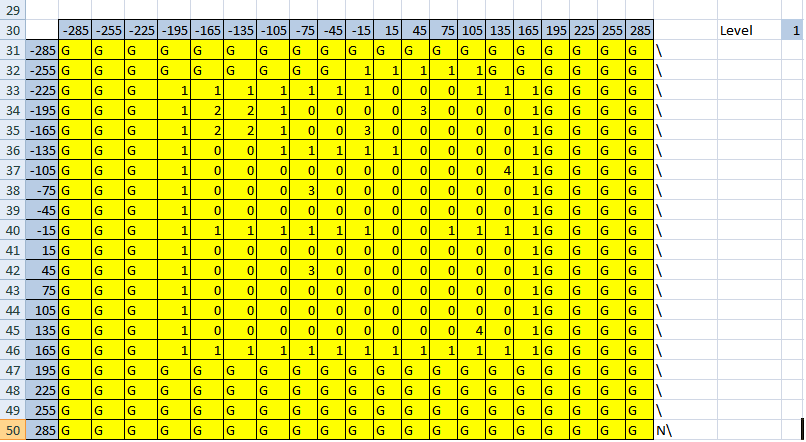 29
30 -285 -255 -225 -195 -165 -135 -105 -75 -45 -15 15 45 75 105 135 165 195 225 255 285 Level 1
31 -285 G G G G G G G G G G G G G G G G G G G G \
32 -255 G G G G G G G G G 1 1 1 1 1 G G G G G G \
33 -225 G G G 1 1 1 1 1 1 1 0 0 0 1 1 1 G G G G \
34 -195 G G G 1 2 2 1 0 0 0 0 3 0 0 0 1 G G G G \
35 -165 G G G 1 2 2 1 0 0 3 0 0 0 0 0 1 G G G G \
36 -135 G G G 1 0 0 1 1 1 1 1 0 0 0 0 1 G G G G \
37 -105 G G G 1 0 0 0 0 0 0 0 0 0 0 4 1 G G G G \
38 -75 G G G 1 0 0 0 3 0 0 0 0 0 0 0 1 G G G G \
39 -45 G G G 1 0 0 0 0 0 0 0 0 0 0 0 1 G G G G \
40 -15 G G G 1 1 1 1 1 1 1 0 0 1 1 1 1 G G G G \
41 15 G G G 1 0 0 0 0 0 0 0 0 0 0 0 1 G G G G \
42 45 G G G 1 0 0 0 3 0 0 0 0 0 0 0 1 G G G G \
43 75 G G G 1 0 0 0 0 0 0 0 0 0 0 0 1 G G G G \
44 105 G G G 1 0 0 0 0 0 0 0 0 0 0 0 1 G G G G \
45 135 G G G 1 0 0 0 0 0 0 0 0 0 4 0 1 G G G G \
46 165 G G G 1 1 1 1 1 1 1 1 1 1 1 1 1 G G G G \
47 195 G G G G G G G G G G G G G G G G G G G G \
48 225 G G G G G G G G G G G G G G G G G G G G \
49 255 G G G G G G G G G G G G G G G G G G G G \
50 285 G G G G G G G G G G G G G G G G G G G G N\